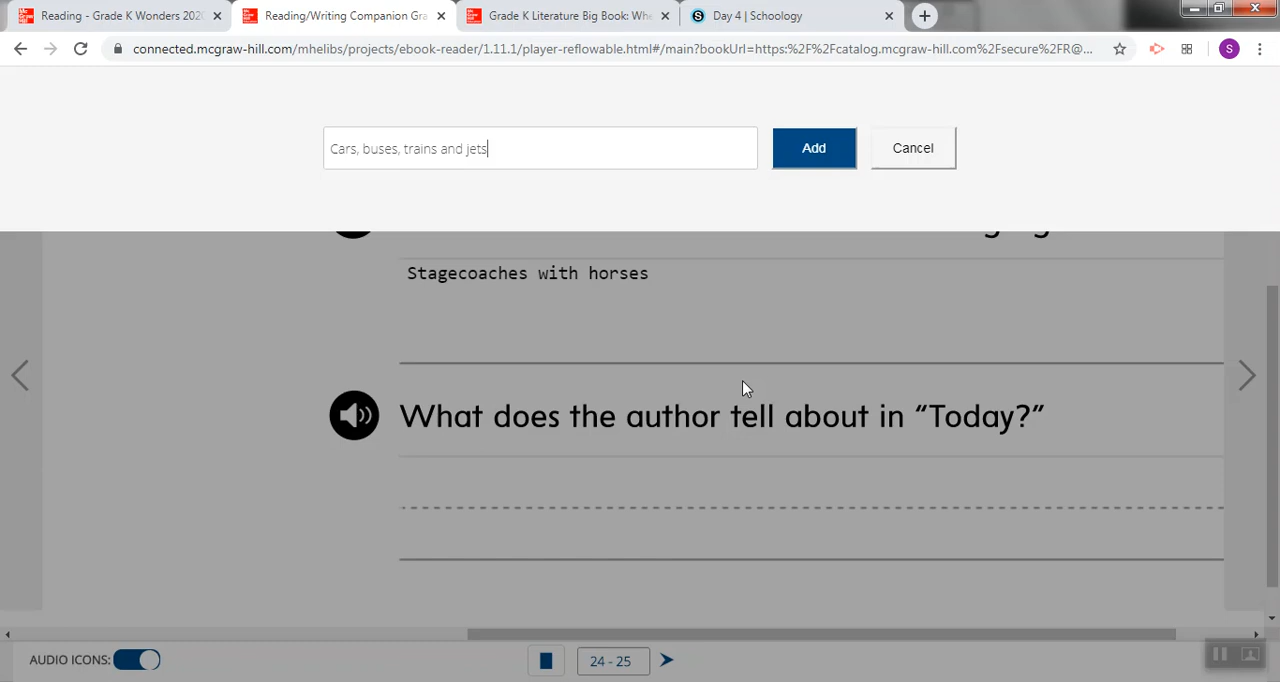 Reading - Grade K Wonders 2020
Reading/Writing Companion Gra
Grade K Literature Big Book: Whe
Day 4 | Schoology
connected.mcgraw-hill.com/mhelibs/projects/ebook-reader/1.11.1/player-reflowable.html#/main?bookUrl=https:%2F%2Fcatalog.mcgraw-hill.com%2Fsecure%2FR@...
S
Cars, buses, trains and jets
Add
Cancel
Stagecoaches with horses
What does the author tell about in “Today?”
AUDIO ICONS:
24 - 25